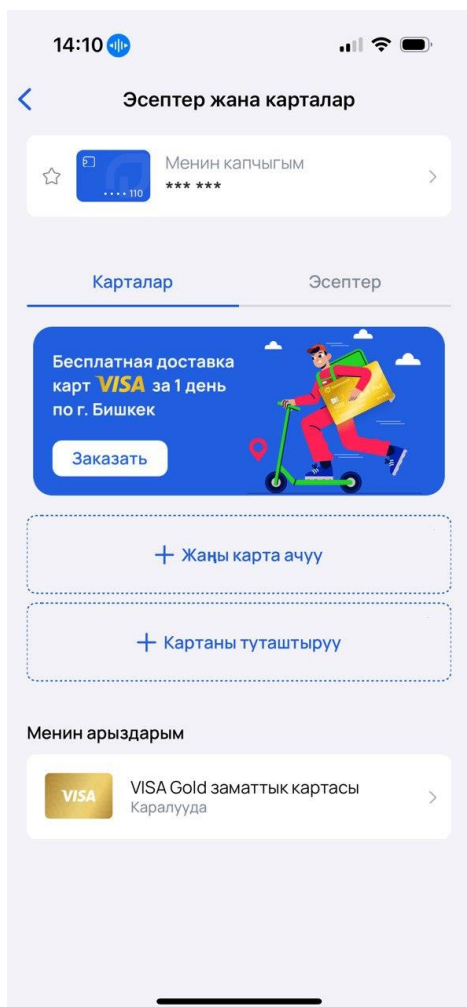 14:10
Эсептер жана карталар
Менин капчыгым
•••• 110
*** ***
Карталар
Эсептер
Бесплатная доставка
карт VISA за 1 день
по г. Бишкек
Заказать
+ Жаңы карта ачуу
+ Картаны туташтыруу
Менин арыздарым
VISA
VISA Gold заматтык картасы
Каралууда